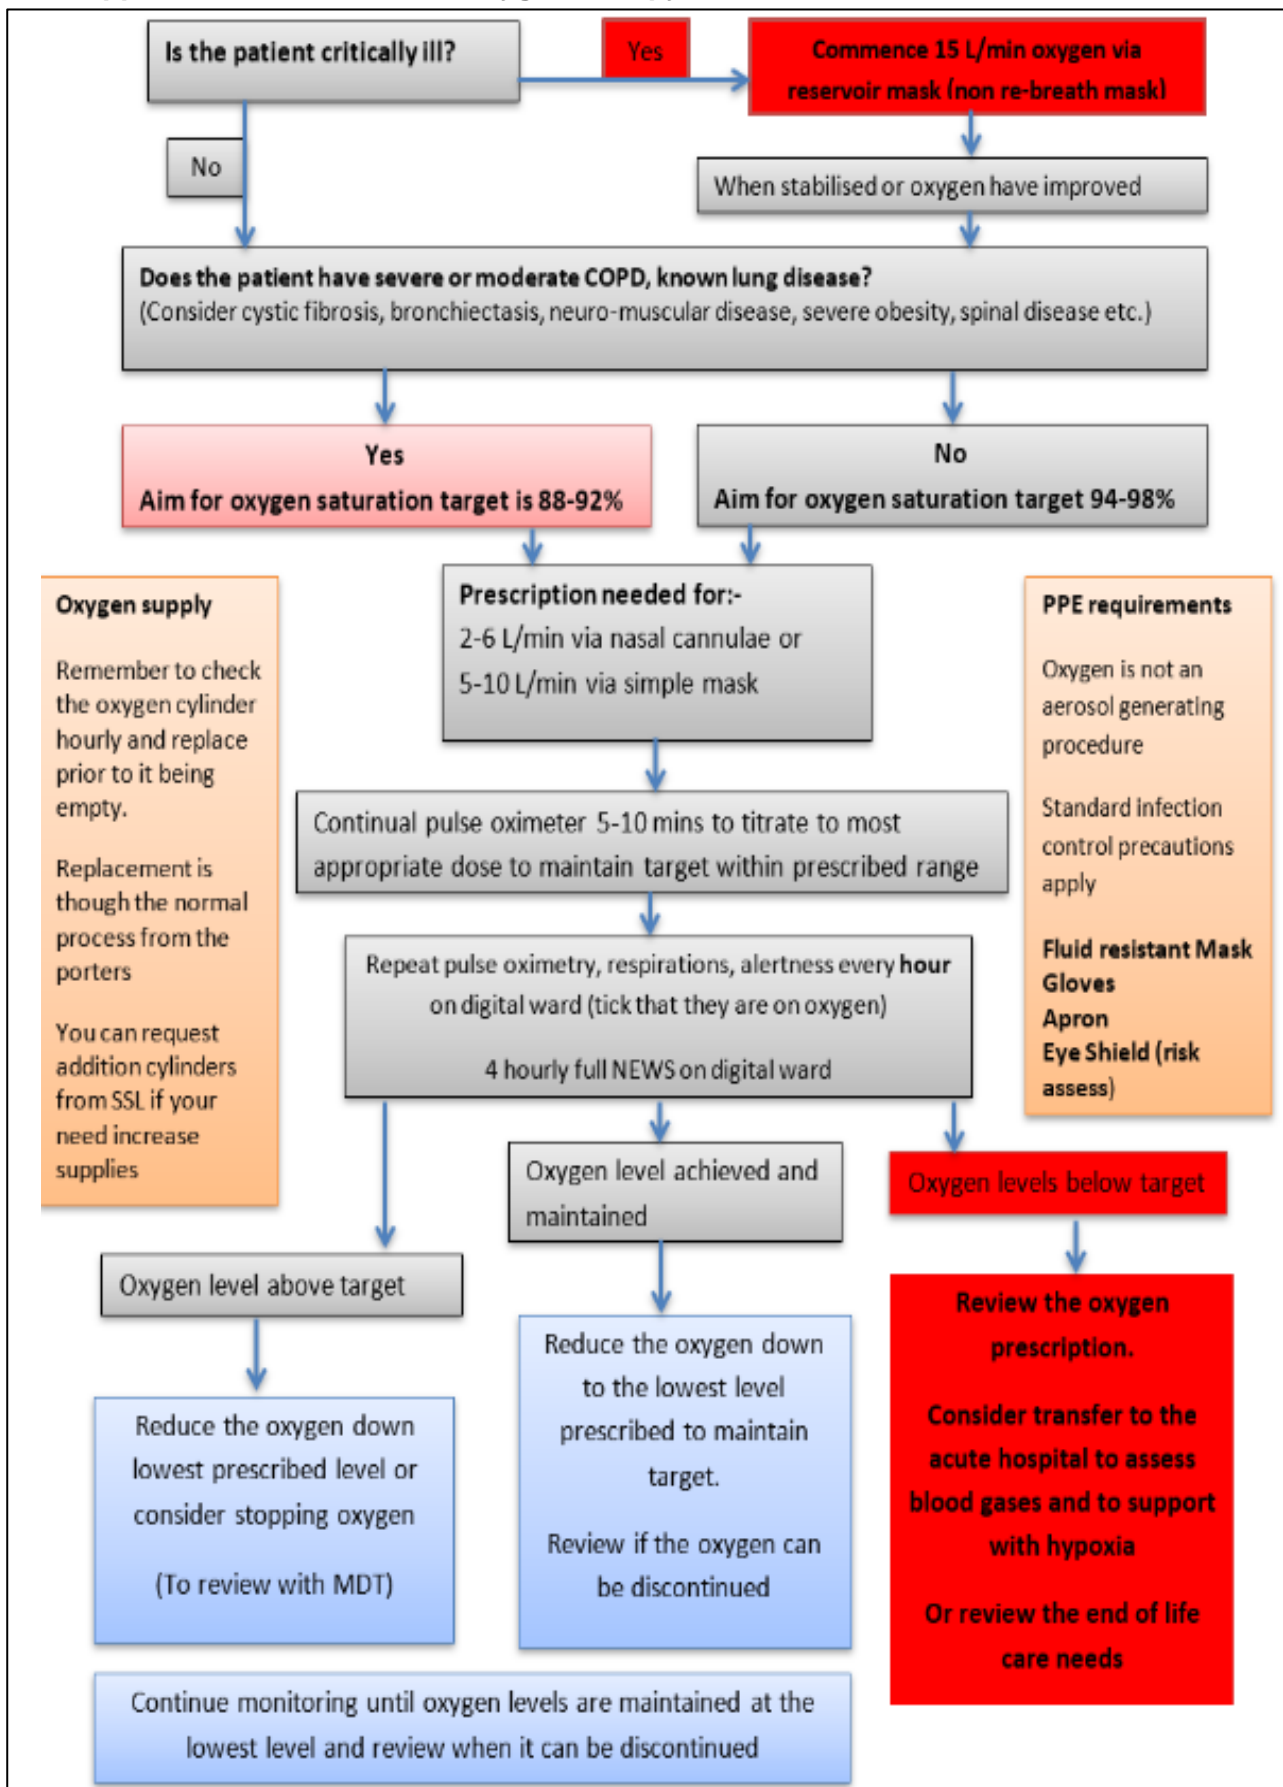 Is the patient critically ill?
Yes
Commence 15 L/min oxygen via
reservoir mask (non re-breath mask)
No
When stabilised or oxygen have improved
Does the patient have severe or moderate COPD, known lung disease?
(Consider cystic fibrosis, bronchiectasis, neuro-muscular disease, severe obesity, spinal disease etc.)
Yes
Aim for oxygen saturation target is 88-92%
No
Aim for oxygen saturation target 94-98%
Prescription needed for:-
2-6 L/min via nasal cannulae or
5-10 L/min via simple mask
Oxygen supply
Remember to check
the oxygen cylinder
hourly and replace
prior to it being
empty.
Replacement is
though the normal
process from the
porters
You can request
addition cylinders
from SSL if your
need increase
supplies
PPE requirements
Oxygen is not an
aerosol generating
procedure
Standard infection
control precautions
apply
Fluid resistant Mask
Gloves
Apron
Eye Shield (risk
assess)
Continual pulse oximeter 5-10 mins to titrate to most
appropriate dose to maintain target within prescribed range
Repeat pulse oximetry, respirations, alertness every hour
on digital ward (tick that they are on oxygen)
4 hourly full NEWS on digital ward
Oxygen level above target
Oxygen level achieved and
maintained
Oxygen levels below target
Reduce the oxygen down
lowest prescribed level or
consider stopping oxygen
(To review with MDT)
Reduce the oxygen down
to the lowest level
prescribed to maintain
target.
Review if the oxygen can
be discontinued
Review the oxygen
prescription.
Consider transfer to the
acute hospital to assess
blood gases and to support
with hypoxia
Or review the end of life
care needs
Continue monitoring until oxygen levels are maintained at the
lowest level and review when it can be discontinued